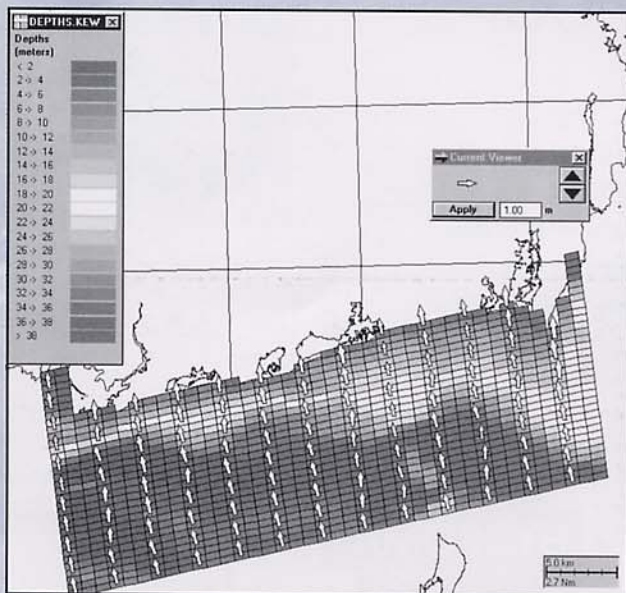 DEPTHS.KEW
Depths
(meters)
< 2
2 -> 4
4 -> 6
6 -> 8
8 -> 10
10 -> 12
12 -> 14
14 -> 16
16 -> 18
18 -> 20
20 -> 22
22 -> 24
24 -> 26
26 -> 28
28 -> 30
30 -> 32
32 -> 34
34 -> 36
36 -> 38
> 38
Current Viewer
Apply 1.00 m
5.0 km
2.7 Nm